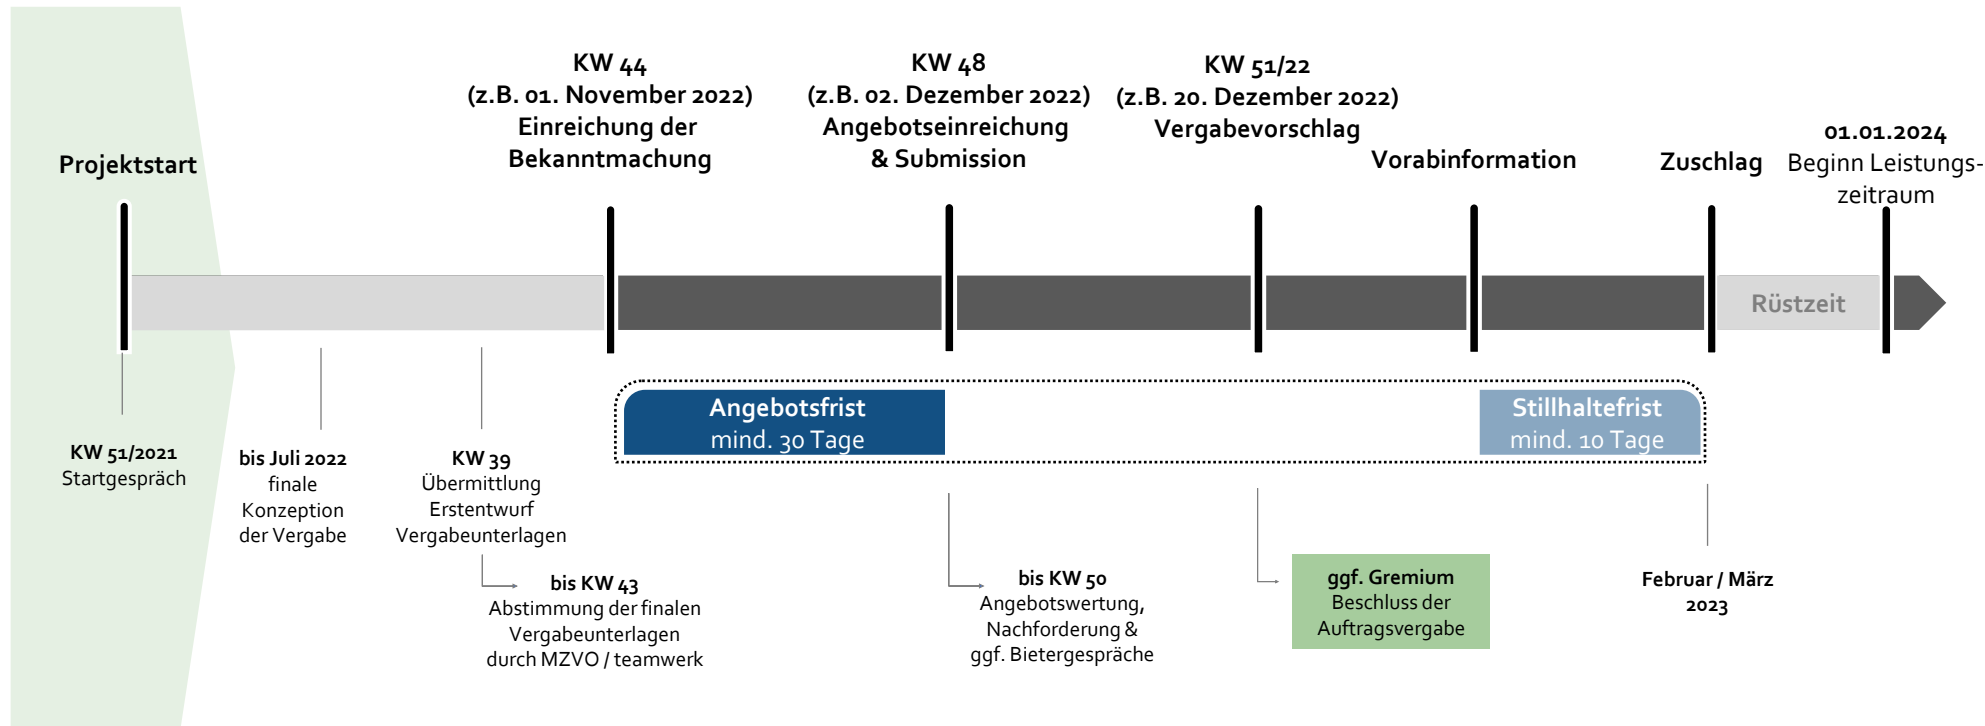 Projektstart
KW 44
(z.B. 01. November 2022)
Einreichung der
Bekanntmachung
KW 48
(z.B. 02. Dezember 2022)
Angebotseinreichung
& Submission
KW 51/22
(z.B. 20. Dezember 2022)
Vergabevorschlag
Vorabinformation
Zuschlag
01.01.2024
Beginn Leistungs-
zeitraum
Rüstzeit
Angebotsfrist
mind. 30 Tage
Stillhaltefrist
mind. 10 Tage
KW 51/2021
Startgespräch
bis Juli 2022
finale
Konzeption
der Vergabe
KW 39
Übermittlung
Erstentwurf
Vergabeunterlagen
bis KW 43
Abstimmung der finalen
Vergabeunterlagen
durch MZVO / teamwerk
bis KW 50
Angebotswertung,
Nachforderung &
ggf. Bietergespräche
ggf. Gremium
Beschluss der
Auftragsvergabe
Februar / März
2023